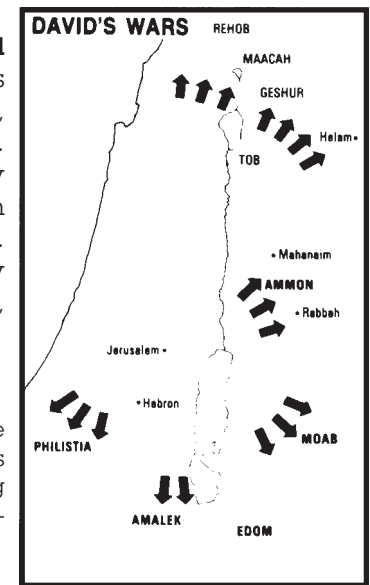 DAVID'S WARS
REHOB
MAACAH
GESHUR
Helam
TOB
Mahanaim
AMMON
Rabbah
Jerusalem
Hebron
PHILISTIA
MOAB
AMALEK
EDOM